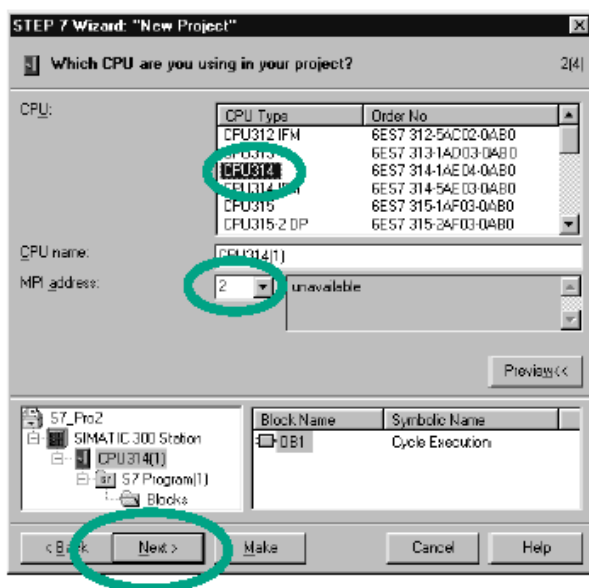 STEP 7 Wizard: "New Project"
Which CPU are you using in your project? 2(4)
CPU:
CPU Type Order No
CPU312 IFM 6ES7 312-5AC02-0AB0
CPU313 6ES7 313-1AD03-0AB0
CPU314 6ES7 314-1AE04-0AB0
CPU314 IFM 6ES7 314-5AE03-0AB0
CPU315 6ES7 315-1AF03-0AB0
CPU315-2 DP 6ES7 315-2AF03-0AB0
CPU name: CPU314(1)
MPI address: 2 unavailable
Preview<<
S7_Pro2
SIMATIC 300 Station
CPU314(1)
S7 Program(1)
Blocks
Block Name Symbolic Name
OB1 Cycle Execution
< Back Next > Make Cancel Help